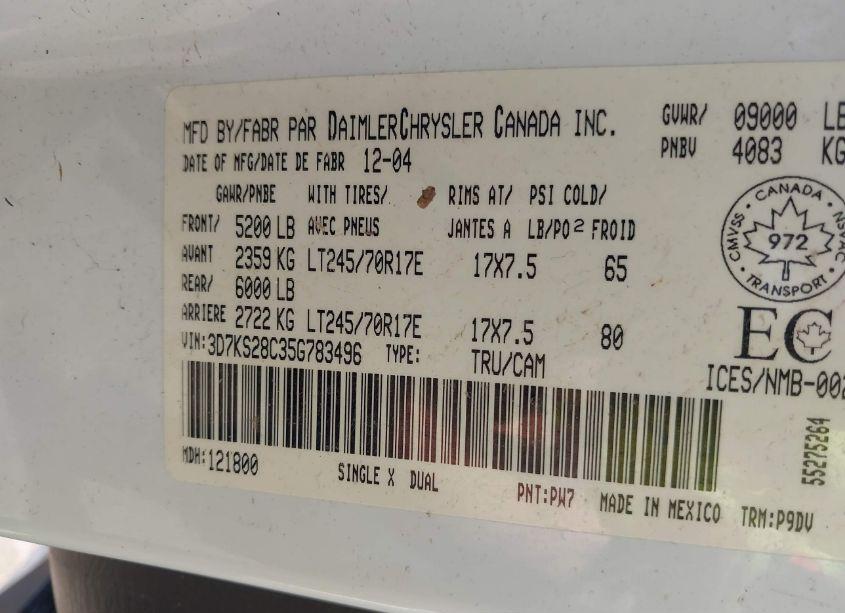 MFD BY/FABR PAR DAIMLERCHRYSLER CANADA INC.
DATE OF MFG/DATE DE FABR 12-04
GVWR/ 09000 LB
PNBV 4083 KG
GAWR/PNBE WITH TIRES/ RIMS AT/ PSI COLD/
FRONT/ 5200 LB AVEC PNEUS JANTES A LB/PO² FROID
AVANT 2359 KG LT245/70R17E 17X7.5 65
REAR/ 6000 LB
ARRIERE 2722 KG LT245/70R17E 17X7.5 80
VIN:3D7KS28C35G783496 TYPE: TRU/CAM
CANADA
CMVSS
972
NSVAC
TRANSPORT
EC
ICES/NMB-002
55275264
MDH:121800
SINGLE X DUAL
PNT:PW7
MADE IN MEXICO
TRM:P9DV